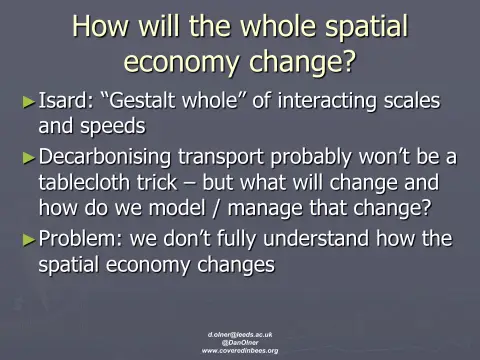 How will the whole spatial
economy change?
►Isard: “Gestalt whole” of interacting scales
and speeds
►Decarbonising transport probably won’t be a
tablecloth trick – but what will change and
how do we model / manage that change?
►Problem: we don’t fully understand how the
spatial economy changes
d.olner@leeds.ac.uk
@DanOlner
www.coveredinbees.org